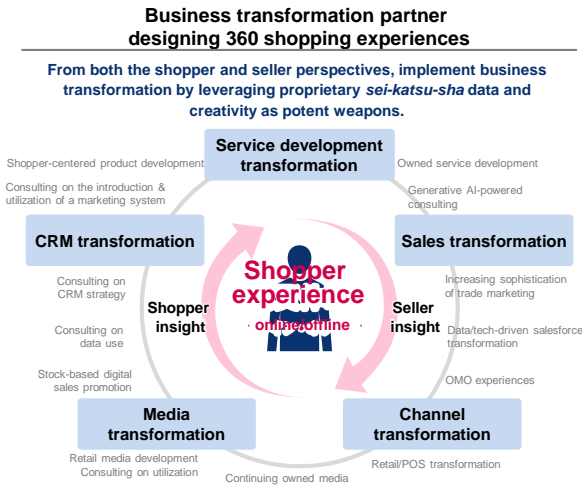 Business transformation partner
designing 360 shopping experiences
From both the shopper and seller perspectives, implement business
transformation by leveraging proprietary sei-katsu-sha data and
creativity as potent weapons.
Service development
transformation
Shopper-centered product development
Owned service development
Consulting on the introduction &
utilization of a marketing system
Generative AI-powered
consulting
CRM transformation
Sales transformation
Shopper
experience
online/offline
Consulting on
CRM strategy
Increasing sophistication
of trade marketing
Shopper
insight
Seller
insight
Consulting on
data use
Data/tech-driven salesforce
transformation
Stock-based digital
sales promotion
OMO experiences
Media
transformation
Channel
transformation
Retail media development
Consulting on utilization
Continuing owned media
Retail/POS transformation